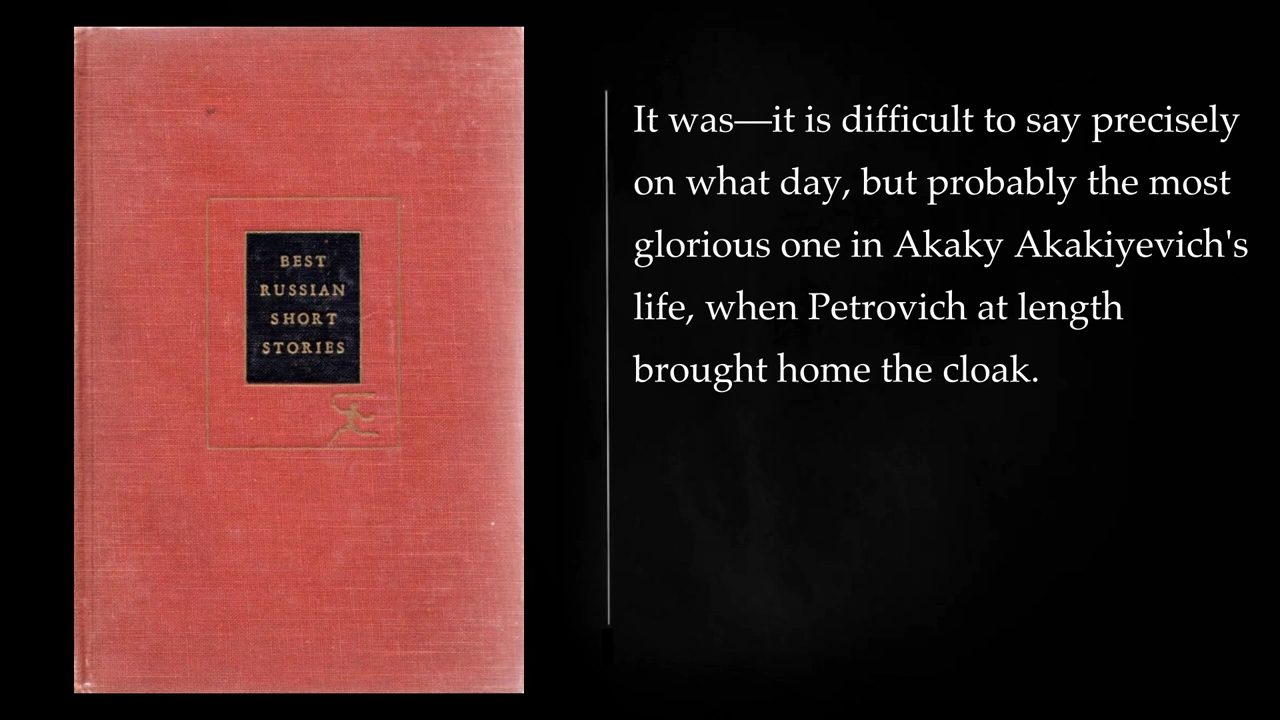 BEST
RUSSIAN
SHORT
STORIES
It was—it is difficult to say precisely
on what day, but probably the most
glorious one in Akaky Akakiyevich's
life, when Petrovich at length
brought home the cloak.